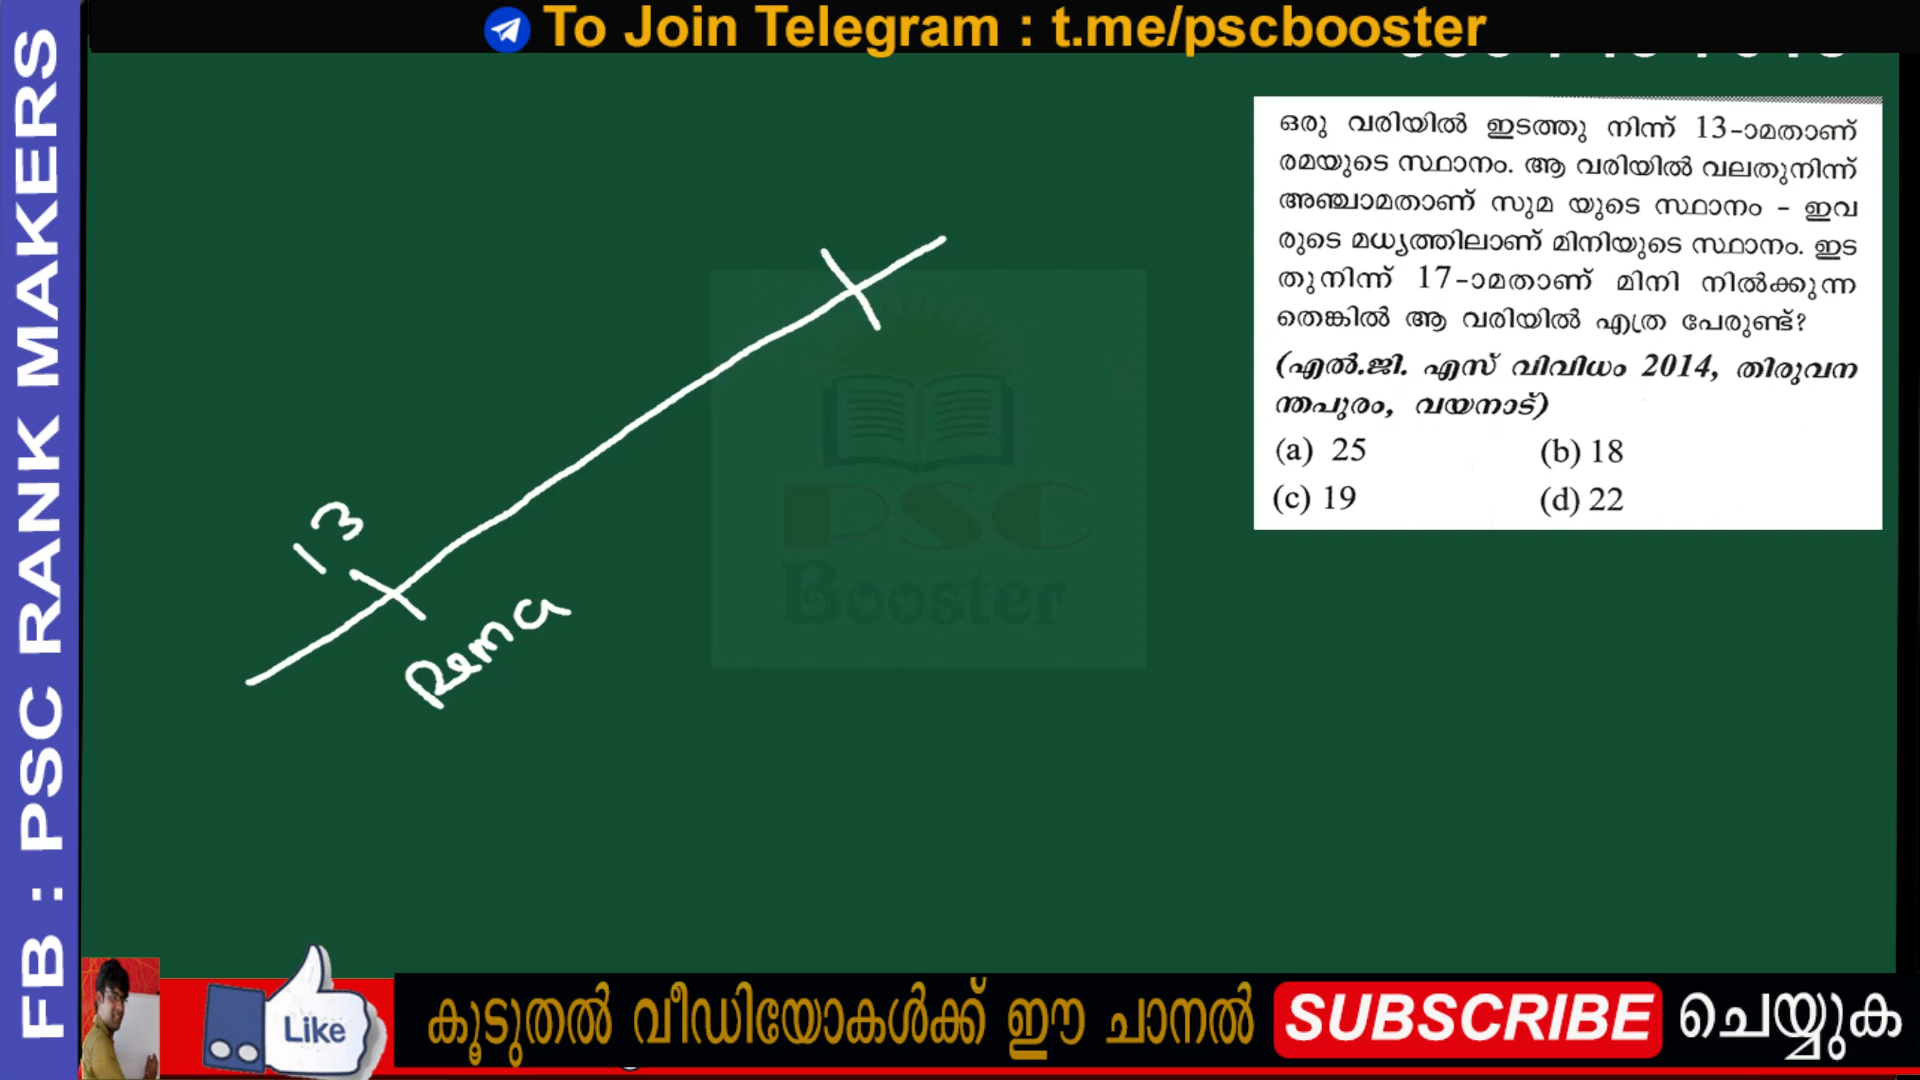 To Join Telegram : t.me/pscbooster
FB : PSC RANK MAKERS
ഒരു വരിയിൽ ഇടത്തു നിന്ന് 13-ാമതാണ്
രമയുടെ സ്ഥാനം. ആ വരിയിൽ വലതുനിന്ന്
അഞ്ചാമതാണ് സുമ യുടെ സ്ഥാനം - ഇവ
രുടെ മധ്യത്തിലാണ് മിനിയുടെ സ്ഥാനം. ഇട
തുനിന്ന് 17-ാമതാണ് മിനി നിൽക്കുന്ന
തെങ്കിൽ ആ വരിയിൽ എത്ര പേരുണ്ട്?
(എൽ.ജി. എസ് വിവിധം 2014, തിരുവന
ന്തപുരം, വയനാട്)
(a) 25 (b) 18
(c) 19 (d) 22
13
Rema
PSC
Booster
Like
കൂടുതൽ വീഡിയോകൾക്ക് ഈ ചാനൽ SUBSCRIBE ചെയ്യുക